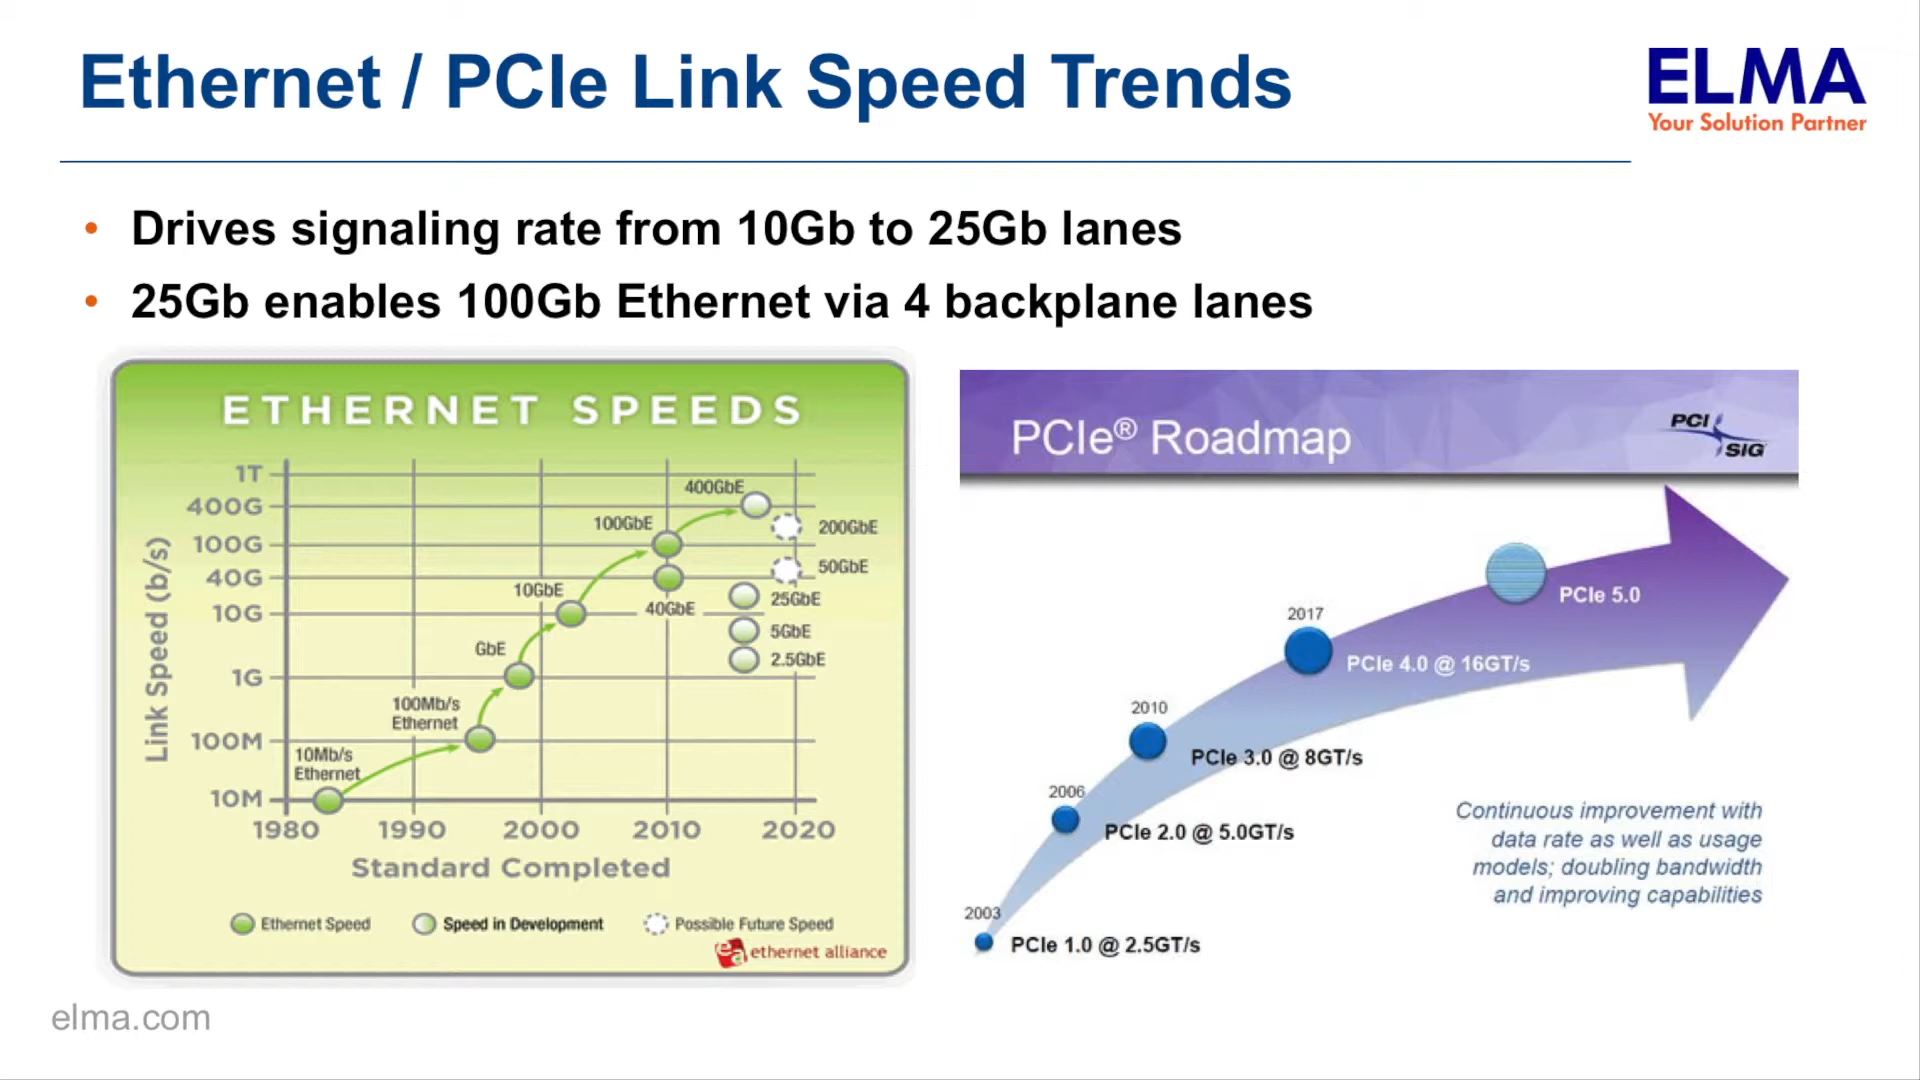 Ethernet / PCIe Link Speed Trends
ELMA
Your Solution Partner
• Drives signaling rate from 10Gb to 25Gb lanes
• 25Gb enables 100Gb Ethernet via 4 backplane lanes
ETHERNET SPEEDS
Link Speed (b/s)
1T
400G
100G
40G
10G
1G
100M
10M
400GbE
100GbE
200GbE
50GbE
10GbE
40GbE
25GbE
5GbE
2.5GbE
GbE
100Mb/s
Ethernet
10Mb/s
Ethernet
1980 1990 2000 2010 2020
Standard Completed
Ethernet Speed
Speed in Development
Possible Future Speed
ea ethernet alliance
PCIe® Roadmap
PCI
SIG
PCIe 5.0
2017
PCIe 4.0 @ 16GT/s
2010
PCIe 3.0 @ 8GT/s
2006
PCIe 2.0 @ 5.0GT/s
2003
PCIe 1.0 @ 2.5GT/s
Continuous improvement with
data rate as well as usage
models; doubling bandwidth
and improving capabilities
elma.com